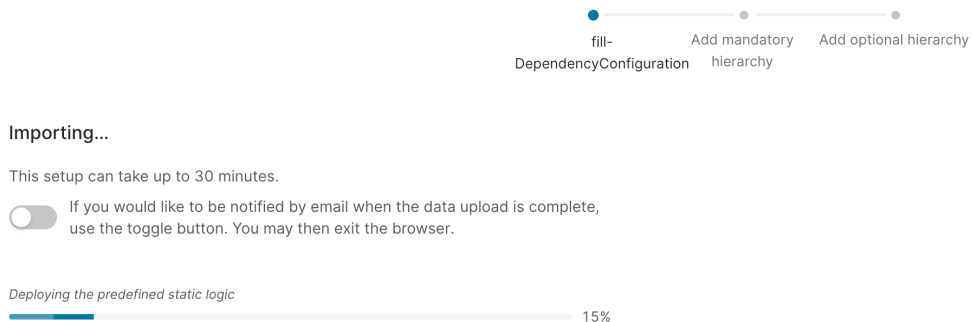 fill-
DependencyConfiguration
Add mandatory
hierarchy
Add optional hierarchy
Importing...
This setup can take up to 30 minutes.
If you would like to be notified by email when the data upload is complete,
use the toggle button. You may then exit the browser.
Deploying the predefined static logic
15%